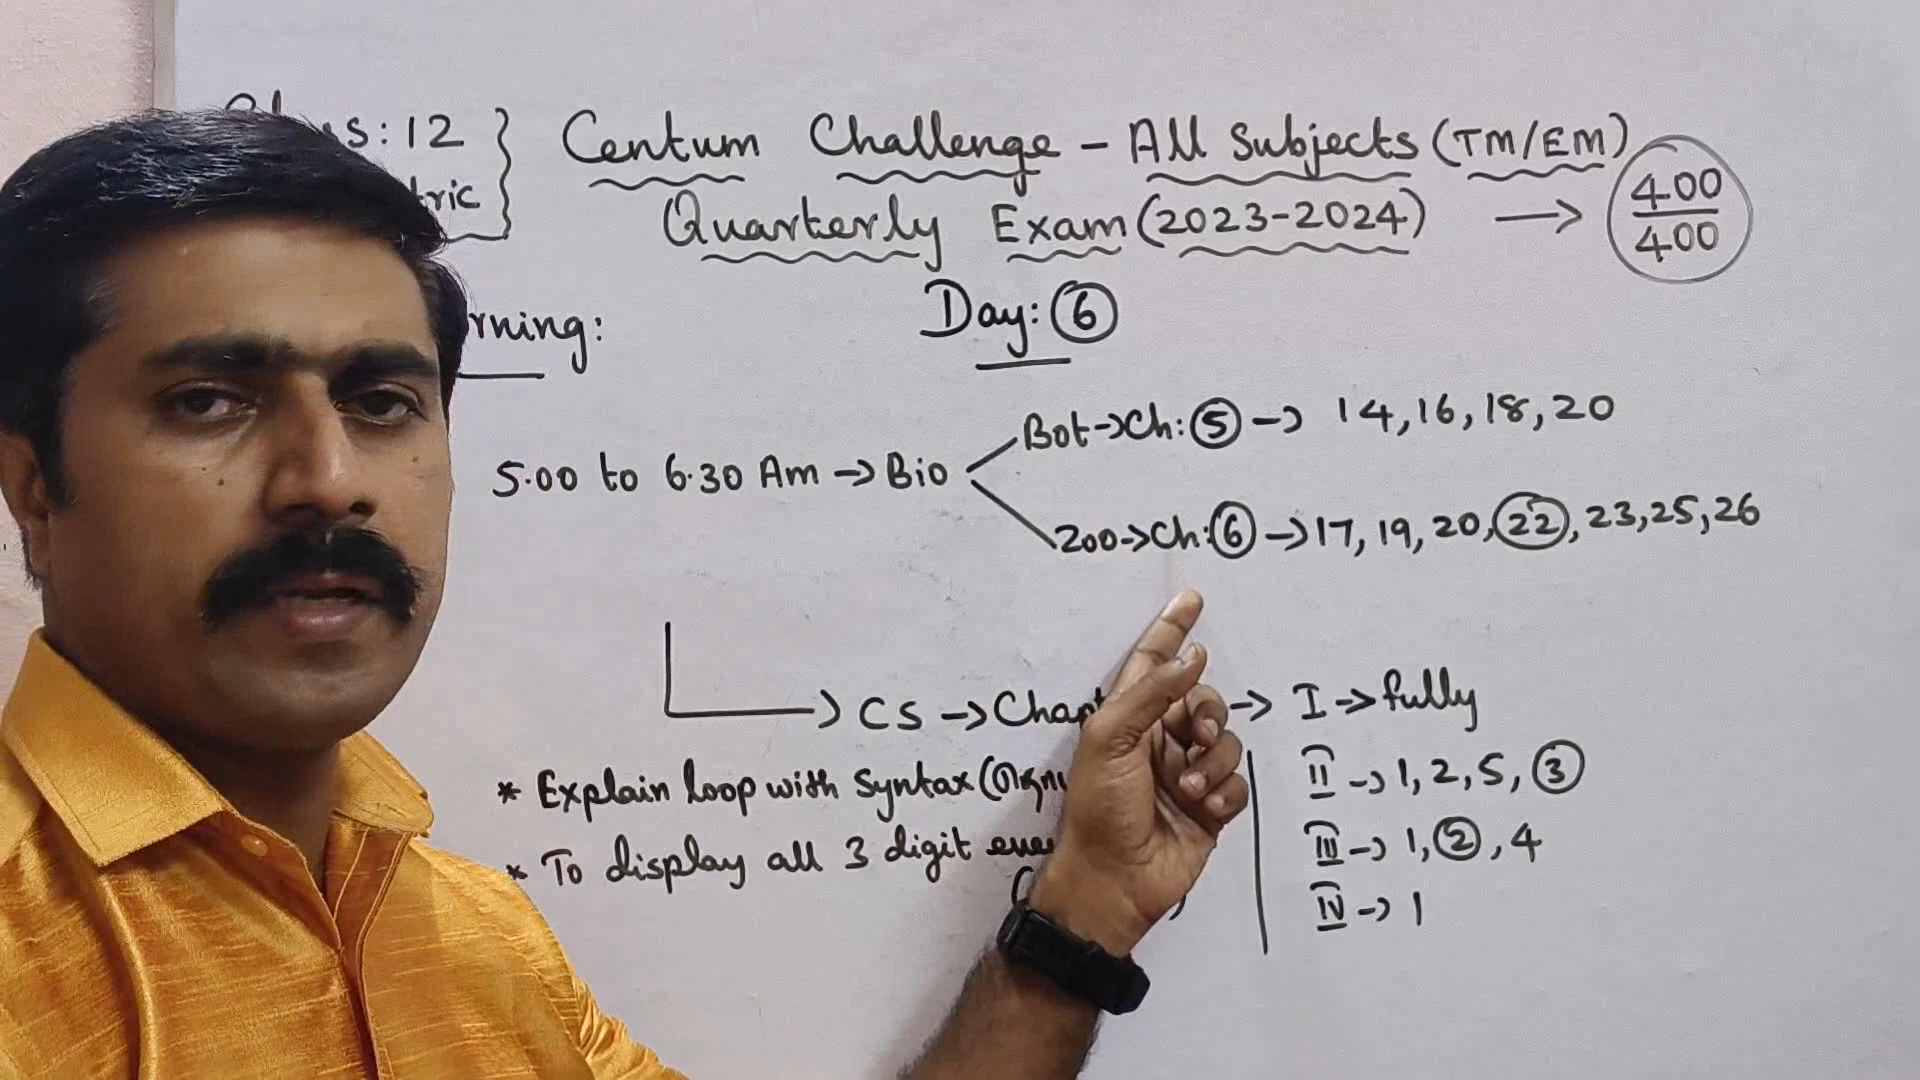 s: 12 } Centum Challenge - All Subjects (TM/EM)
tric Quarterly Exam (2023-2024) → 400/400
rning: Day: 6
5.00 to 6.30 Am → Bio
Bot → Ch: 5 → 14, 16, 18, 20
Zoo → Ch: 6 → 17, 19, 20, 22, 23, 25, 26
→ CS → Chapt → I → fully
* Explain loop with syntax (
II → 1, 2, 5, 3
* To display all 3 digit eve
III → 1, 2, 4
IV → 1